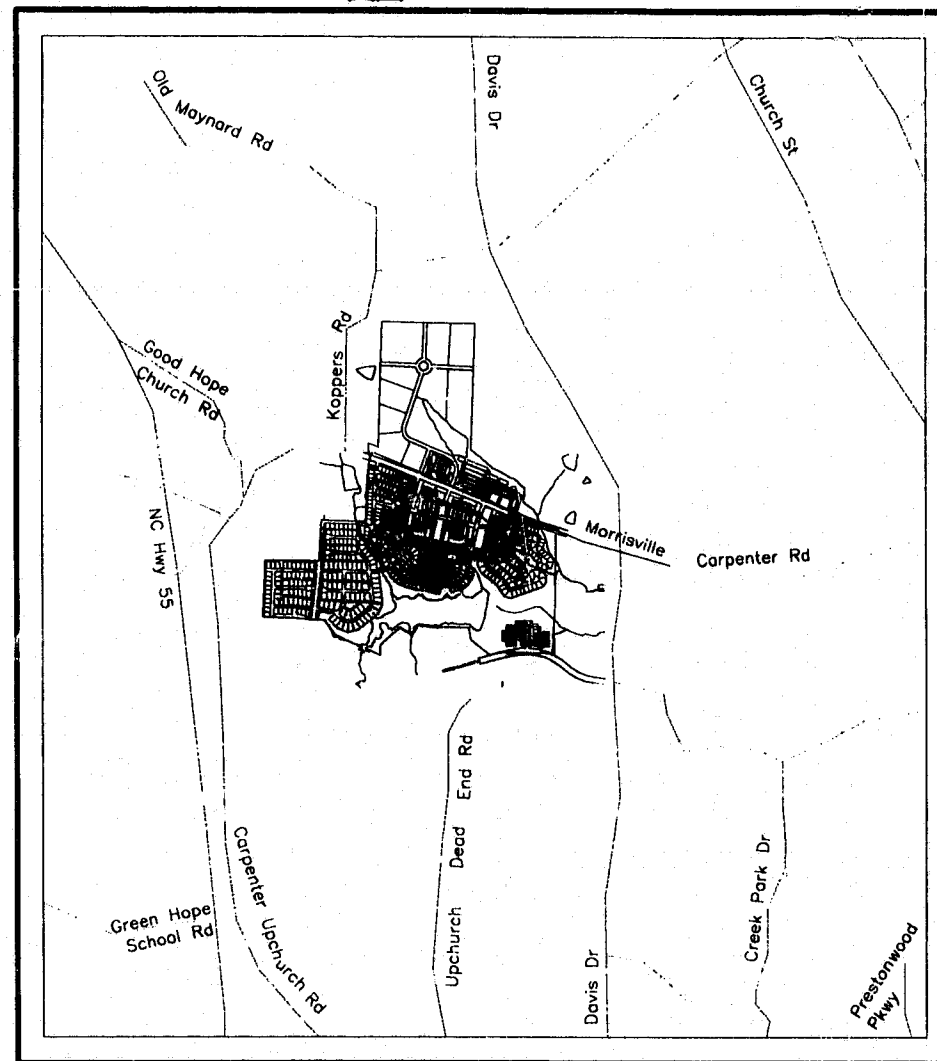 Old Maynard Rd
Davis Dr
Church St
Good Hope
Church Rd
Koppers Rd
NC Hwy 55
Morrisville
Carpenter Rd
Green Hope
School Rd
Carpenter Upchurch Rd
Upchurch Dead End Rd
Davis Dr
Creek Park Dr
Prestonwood
Pkwy